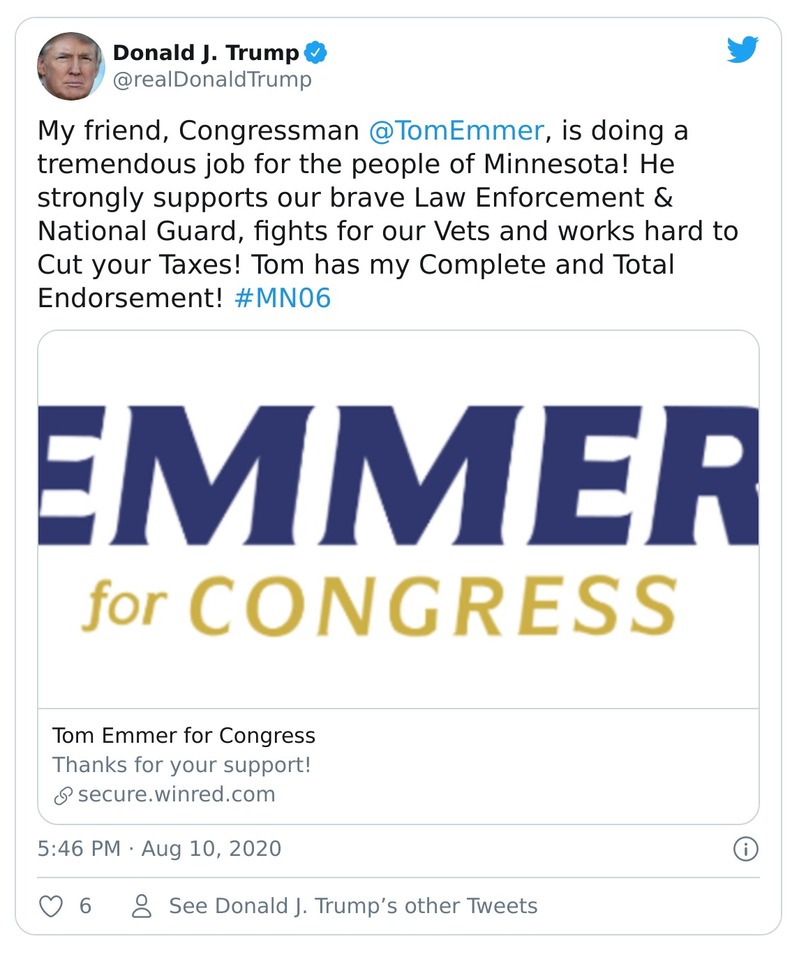 Donald J. Trump
@realDonaldTrump
My friend, Congressman @TomEmmer, is doing a
tremendous job for the people of Minnesota! He
strongly supports our brave Law Enforcement &
National Guard, fights for our Vets and works hard to
Cut your Taxes! Tom has my Complete and Total
Endorsement! #MN06
EMMER
for CONGRESS
Tom Emmer for Congress
Thanks for your support!
secure.winred.com
5:46 PM · Aug 10, 2020
6
See Donald J. Trump’s other Tweets